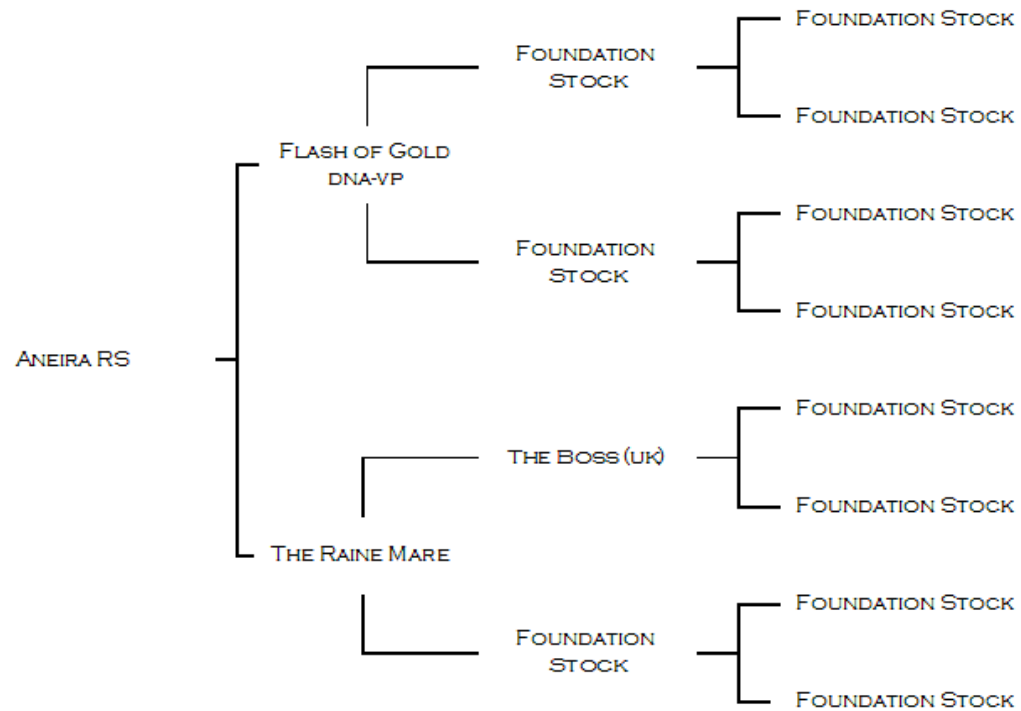 Foundation Stock
Foundation
Stock
Foundation Stock
Flash of Gold
DNA-VP
Foundation Stock
Foundation
Stock
Foundation Stock
Aneira RS
Foundation Stock
The Boss (UK)
Foundation Stock
The Raine Mare
Foundation Stock
Foundation
Stock
Foundation Stock